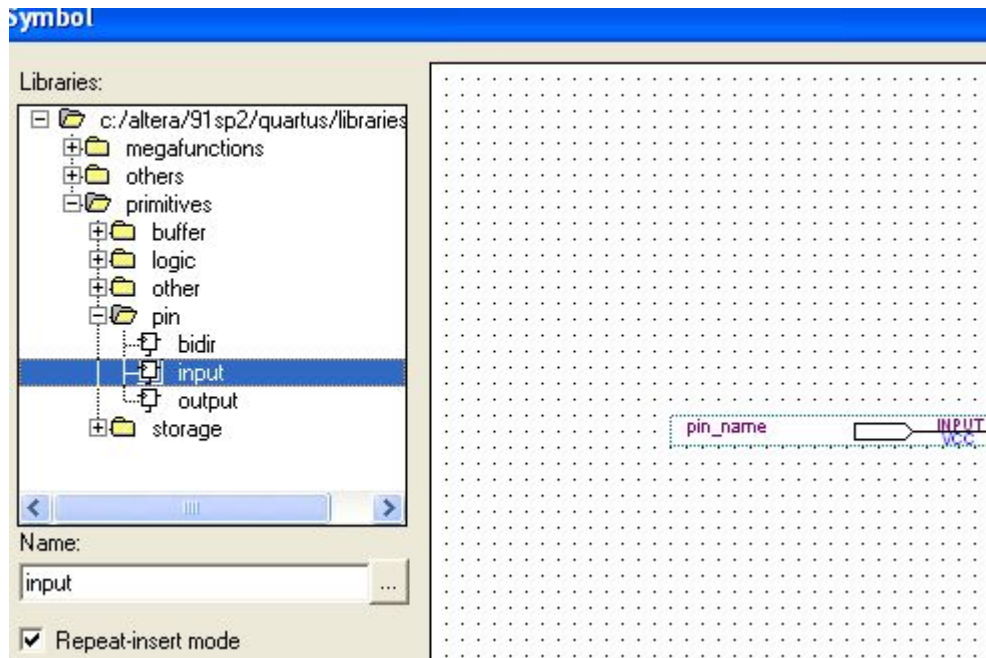 Symbol
Libraries:
c:/altera/91sp2/quartus/libraries
megafunctions
others
primitives
buffer
logic
other
pin
bidir
input
output
storage
pin_name
INPUT
VCC
Name:
input
...
Repeat-insert mode